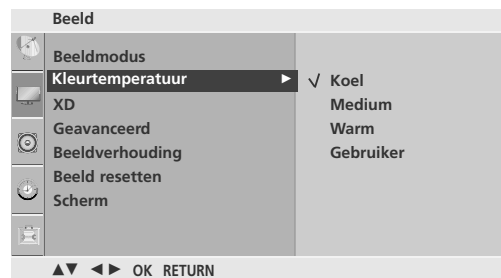 Beeld
Beeldmodus
Kleurtemperatuur ► √ Koel
XD Medium
Geavanceerd Warm
Beeldverhouding Gebruiker
Beeld resetten
Scherm
▲▼ ◄► OK RETURN